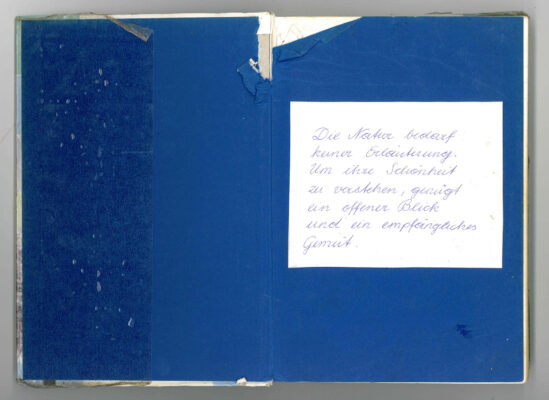 Die Natur bedarf
keiner Erläuterung.
Um ihre Schönheit
zu verstehen, genügt
ein offener Blick
und ein empfängliches
Gemüt.